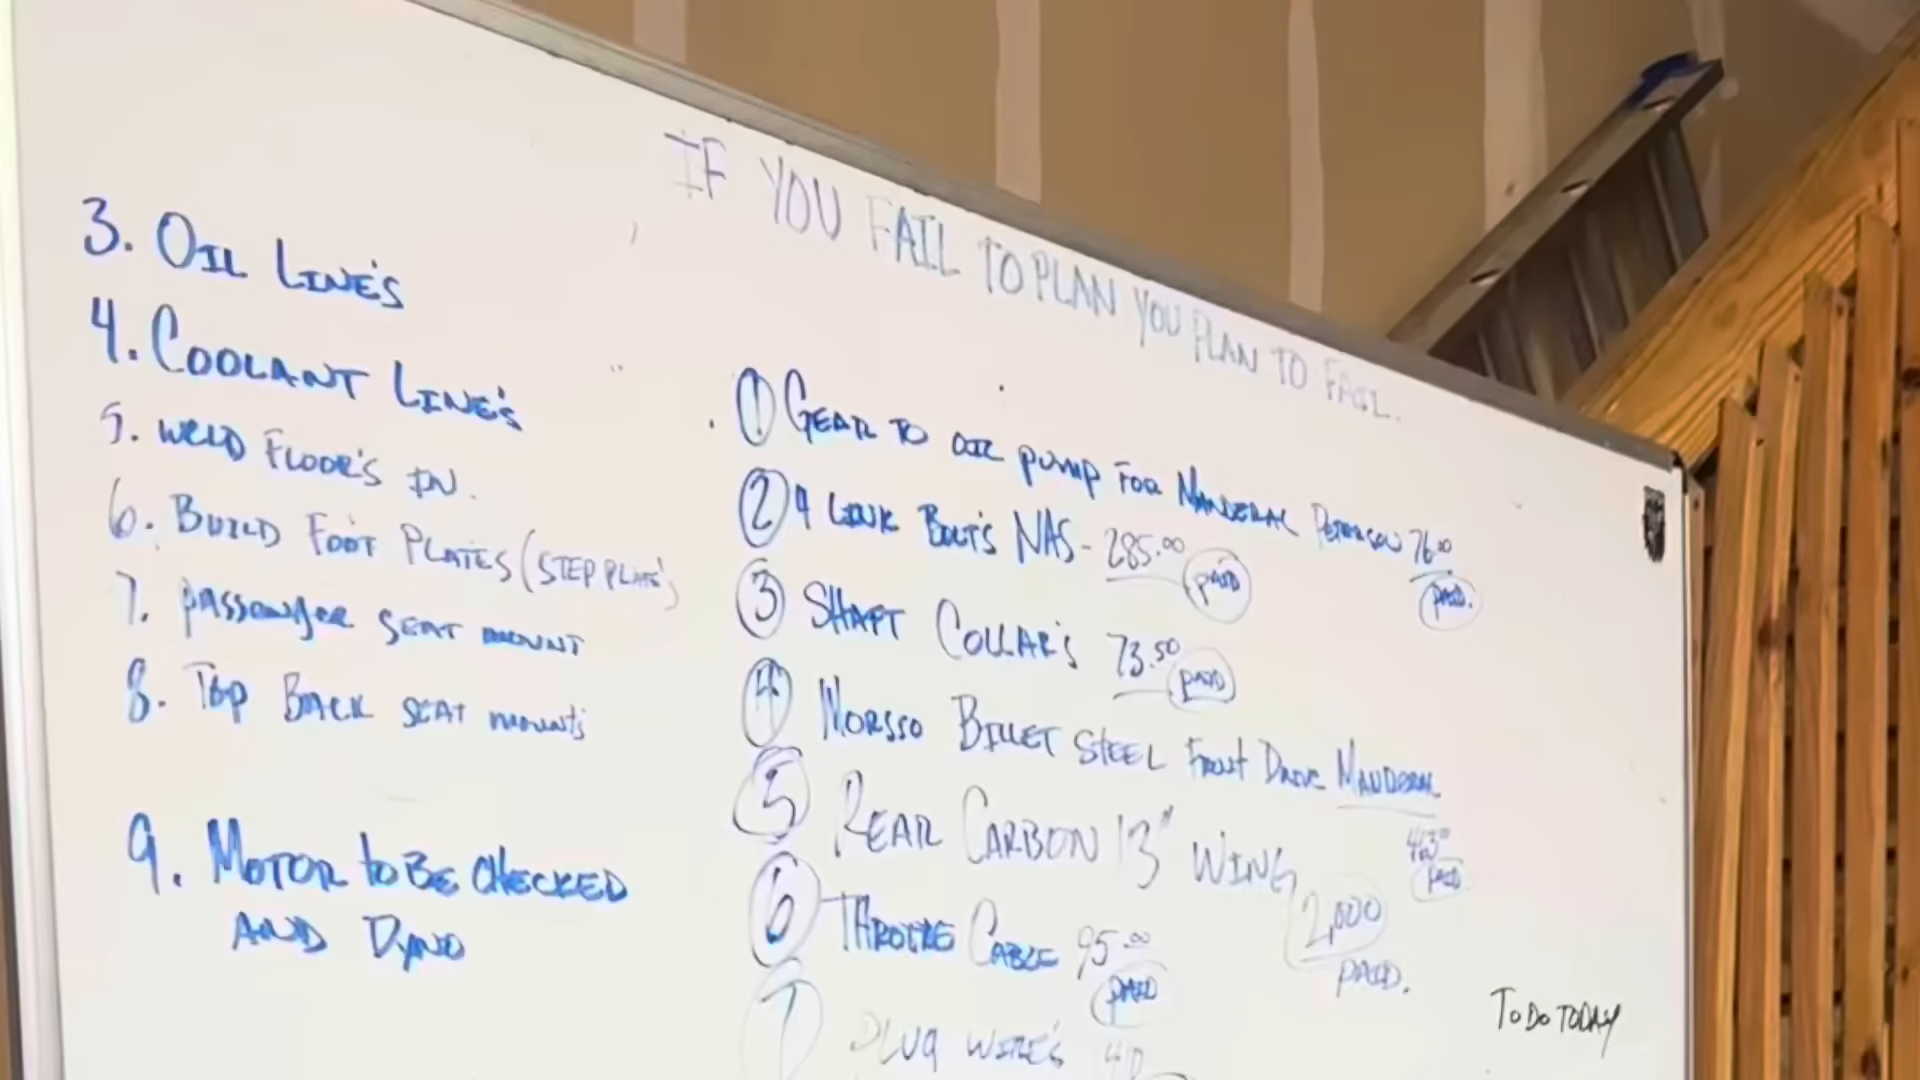 IF YOU FAIL TO PLAN YOU PLAN TO FAIL.
3. OIL LINE'S
4. COOLANT LINE'S
5. WELD FLOOR'S IN.
6. BUILD FOOT PLATES (STEP PLATE'S)
7. PASSENGER SEAT MOUNT
8. TOP BACK SEAT MOUNTS
9. MOTOR TO BE CHECKED
AND DYNO
1 GEAR TO OIL PUMP FOR MANDERAL PETERSON 76.00
PAID.
2 4 LINK BOLT'S NAS - 285.00 PAID
3 SHAFT COLLAR'S 73.50 PAID
4 MORSSO BILLET STEEL FRONT DRIVE MANDERAL
PAID
5 REAR CARBON 13" WING
2,000
PAID.
6 THROTTLE CABLE 95.00
PAID
7 PLUG WIRE'S
TO DO TODAY